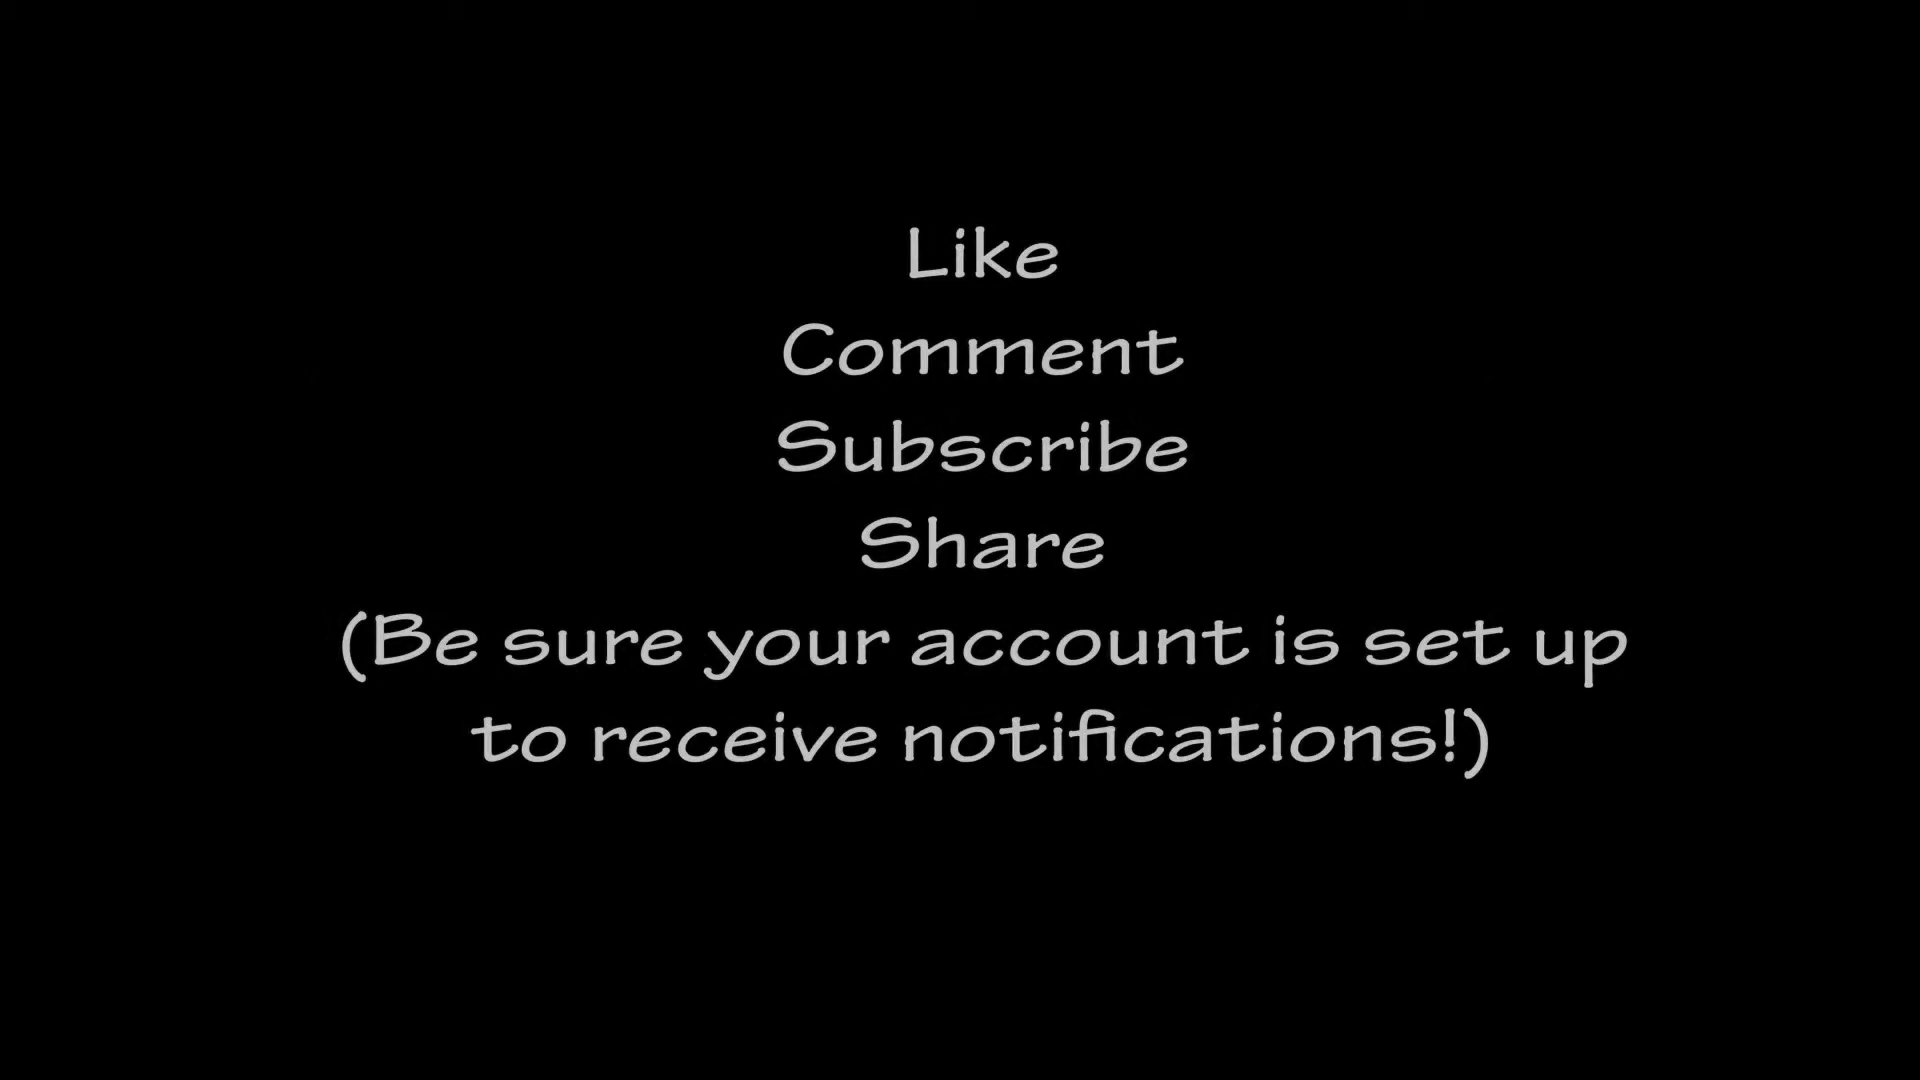 Like
Comment
Subscribe
Share
(Be sure your account is set up
to receive notifications!)